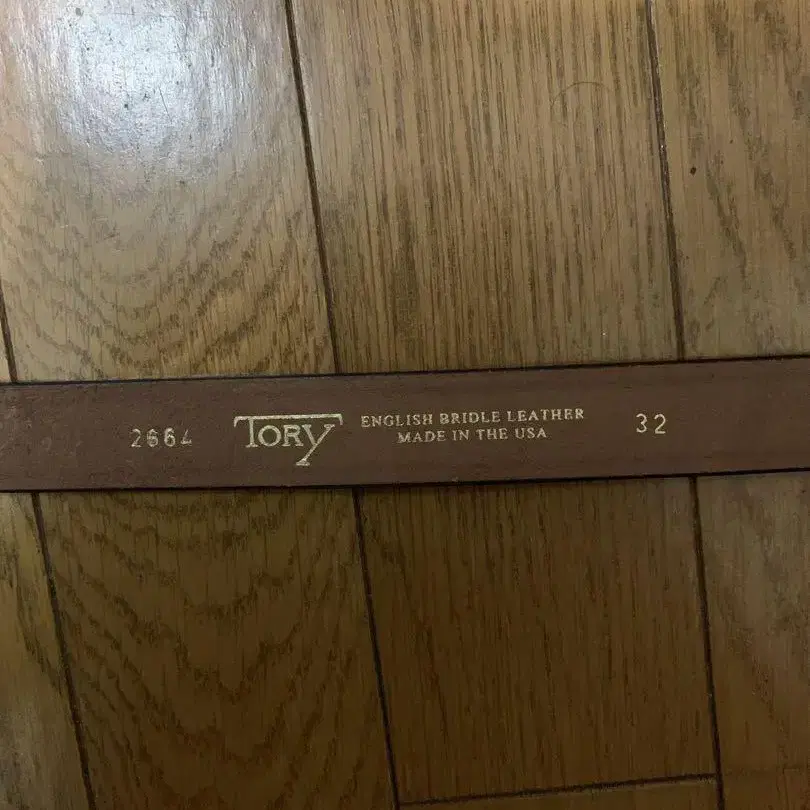 2664 TORY ENGLISH BRIDLE LEATHER 32
MADE IN THE USA